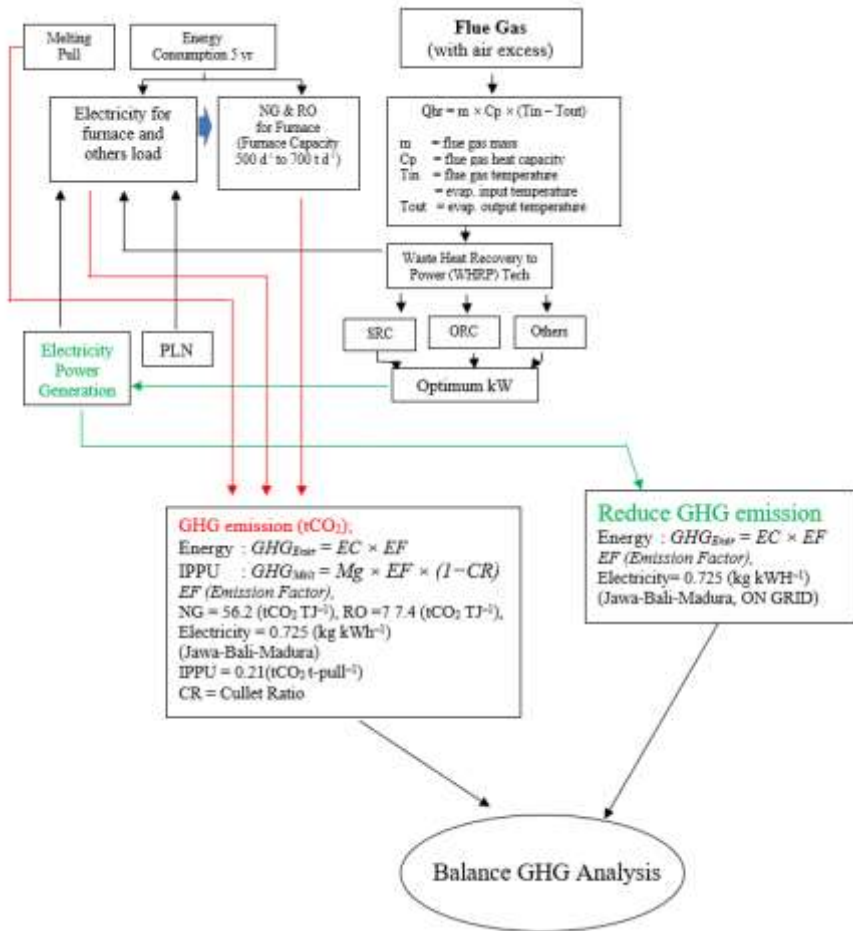 Melting
Pull
Energy
Consumption 5 yr
Flue Gas
(with air excess)
Electricity for
furnace and
others load
NG & RO
for Furnace
(Furnace Capacity
500 d⁻¹ to 700 t d⁻¹)
Qhr = m × Cp × (Tin – Tout)
m = flue gas mass
Cp = flue gas heat capacity
Tin = flue gas temperature
= evap. input temperature
Tout = evap. output temperature
Waste Heat Recovery to
Power (WHRP) Tech
SRC
ORC
Others
Electricity
Power
Generation
PLN
Optimum kW
GHG emission (tCO₂),
Energy : GHG_Emis = EC × EF
IPPU : GHG_Melt = Mg × EF × (1−CR)
EF (Emission Factor),
NG = 56.2 (tCO₂ TJ⁻¹), RO =7 7.4 (tCO₂ TJ⁻¹),
Electricity = 0.725 (kg kWh⁻¹)
(Jawa-Bali-Madura)
IPPU = 0.21(tCO₂ t-pull⁻¹)
CR = Cullet Ratio
Reduce GHG emission
Energy : GHG_Emis = EC × EF
EF (Emission Factor),
Electricity= 0.725 (kg kWH⁻¹)
(Jawa-Bali-Madura, ON GRID)
Balance GHG Analysis